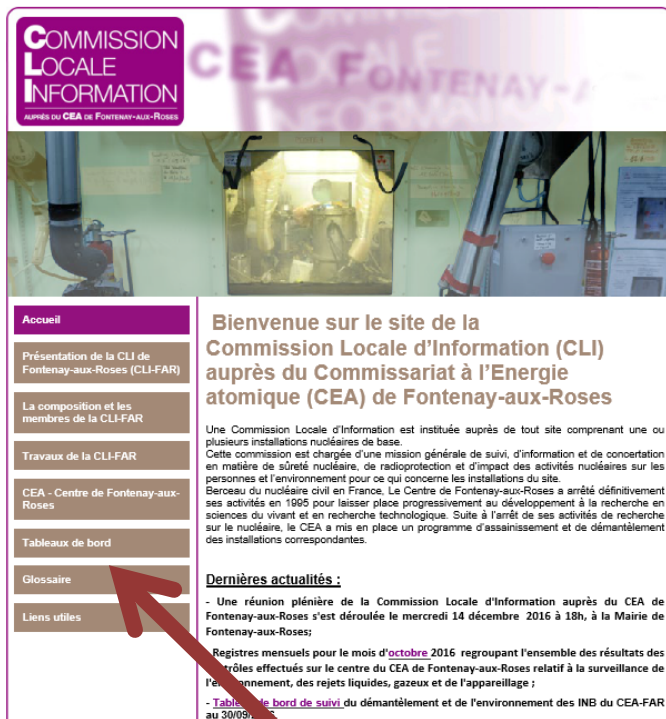 COMMISSION
LOCALE
INFORMATION
AUPRÈS DU CEA DE FONTENAY-AUX-ROSES
CEA FONTENAY-A
Accueil
Présentation de la CLI de
Fontenay-aux-Roses (CLI-FAR)
La composition et les
membres de la CLI-FAR
Travaux de la CLI-FAR
CEA - Centre de Fontenay-aux-
Roses
Tableaux de bord
Glossaire
Liens utiles
Bienvenue sur le site de la
Commission Locale d'Information (CLI)
auprès du Commissariat à l'Energie
atomique (CEA) de Fontenay-aux-Roses
Une Commission Locale d'Information est instituée auprès de tout site comprenant une ou
plusieurs installations nucléaires de base.
Cette commission est chargée d'une mission générale de suivi, d'information et de concertation
en matière de sûreté nucléaire, de radioprotection et d'impact des activités nucléaires sur les
personnes et l'environnement pour ce qui concerne les installations du site.
Berceau du nucléaire civil en France, Le Centre de Fontenay-aux-Roses a arrêté définitivement
ses activités en 1995 pour laisser place progressivement au développement à la recherche en
sciences du vivant et en recherche technologique. Suite à l'arrêt de ses activités de recherche
sur le nucléaire, le CEA a mis en place un programme d'assainissement et de démantèlement
des installations correspondantes.
Dernières actualités :
- Une réunion plénière de la Commission Locale d'Information auprès du CEA de
Fontenay-aux-Roses s'est déroulée le mercredi 14 décembre 2016 à 18h, à la Mairie de
Fontenay-aux-Roses;
Registres mensuels pour le mois d'octobre 2016 regroupant l'ensemble des résultats des
effectués sur le centre du CEA de Fontenay-aux-Roses relatif à la surveillance de
des rejets liquides, gazeux et de l'appareillage ;
- de bord de suivi du démantèlement et de l'environnement des INB du CEA-FAR
au